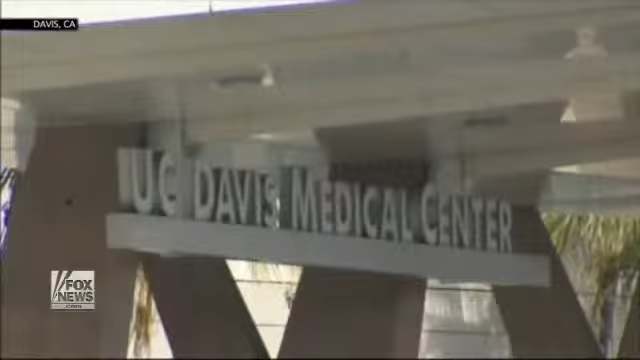 DAVIS, CA
UC DAVIS MEDICAL CENTER
FOX
NEWS
.com